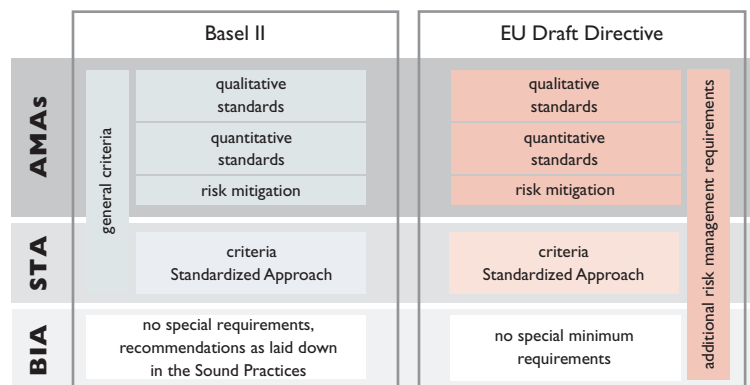 Basel II
EU Draft Directive
AMAs
general criteria
qualitative
standards
quantitative
standards
risk mitigation
qualitative
standards
quantitative
standards
risk mitigation
additional risk management requirements
STA
criteria
Standardized Approach
criteria
Standardized Approach
BIA
no special requirements,
recommendations as laid down
in the Sound Practices
no special minimum
requirements